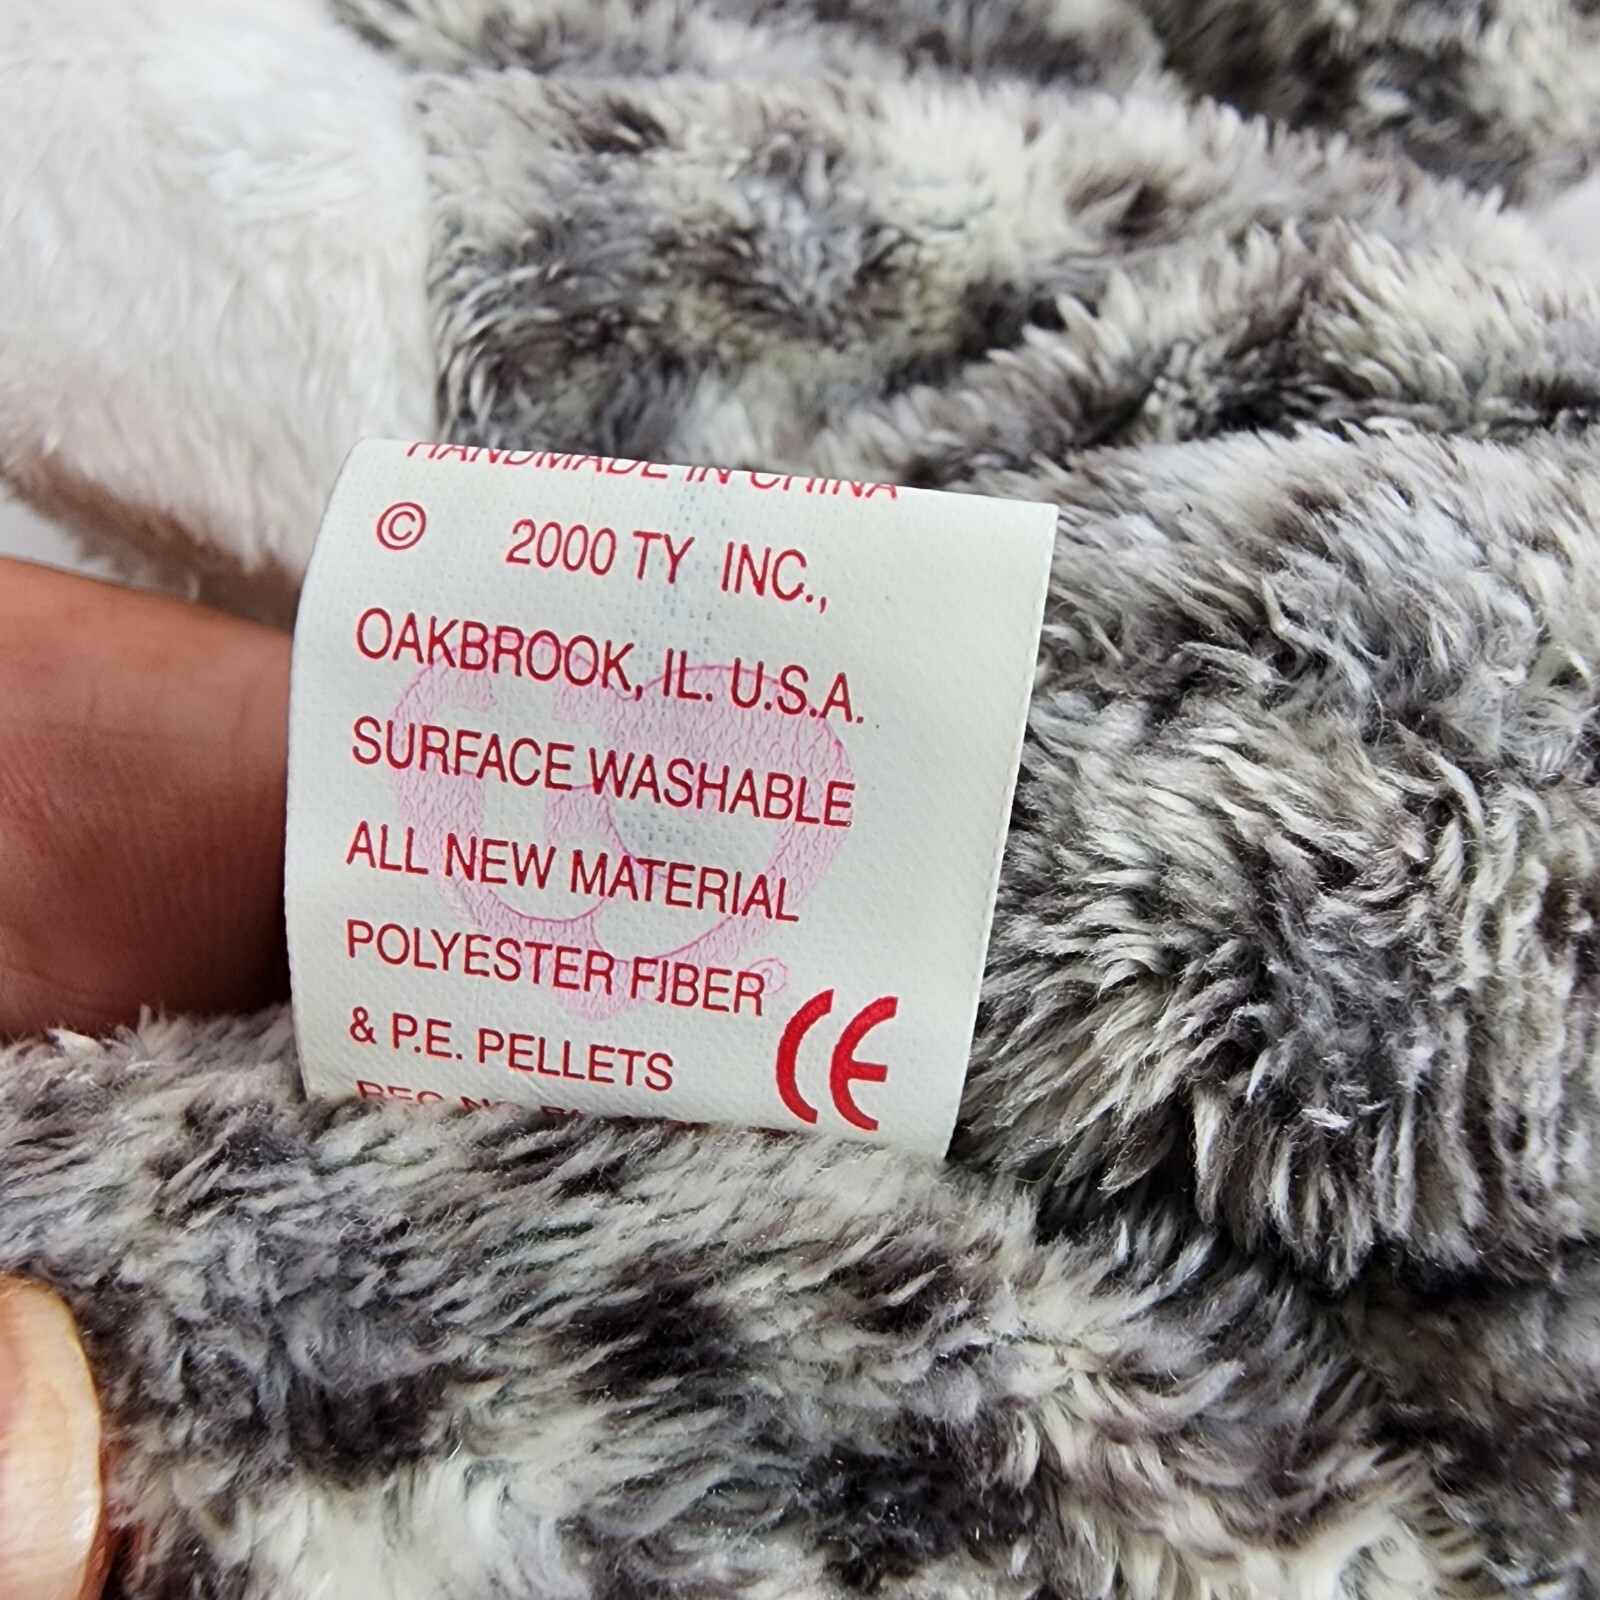 HANDMADE IN CHINA
© 2000 TY INC.,
OAKBROOK, IL. U.S.A.
SURFACE WASHABLE
ALL NEW MATERIAL
POLYESTER FIBER
& P.E. PELLETS
CE